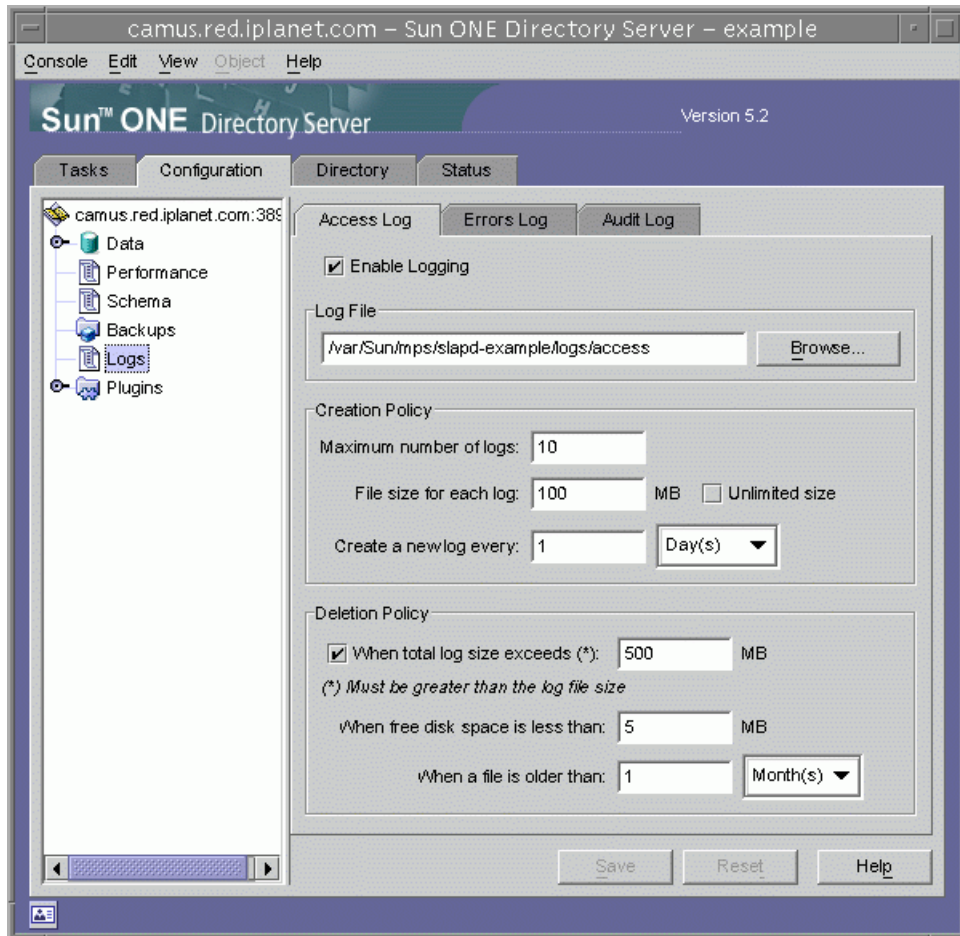 camus.red.iplanet.com – Sun ONE Directory Server – example
Console Edit View Object Help
Sun™ ONE Directory Server
Version 5.2
Tasks Configuration Directory Status
camus.red.iplanet.com:389
Data
Performance
Schema
Backups
Logs
Plugins
Access Log Errors Log Audit Log
Enable Logging
Log File
/var/Sun/mps/slapd-example/logs/access Browse...
Creation Policy
Maximum number of logs: 10
File size for each log: 100 MB Unlimited size
Create a new log every: 1 Day(s)
Deletion Policy
When total log size exceeds (*): 500 MB
(*) Must be greater than the log file size
When free disk space is less than: 5 MB
When a file is older than: 1 Month(s)
Save Reset Help